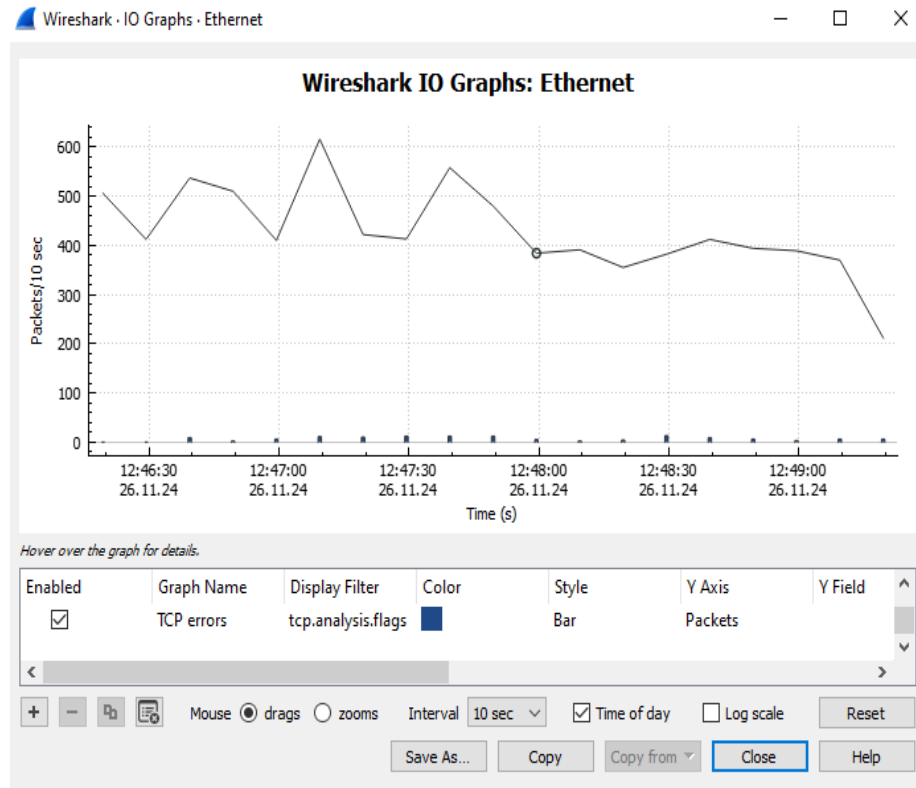 Wireshark · IO Graphs · Ethernet
Wireshark IO Graphs: Ethernet
Packets/10 sec
600
500
400
300
200
100
0
12:46:30 12:47:00 12:47:30 12:48:00 12:48:30 12:49:00
26.11.24 26.11.24 26.11.24 26.11.24 26.11.24 26.11.24
Time (s)
Hover over the graph for details.
Enabled Graph Name Display Filter Color Style Y Axis Y Field
TCP errors tcp.analysis.flags Bar Packets
Mouse drags zooms Interval 10 sec Time of day Log scale Reset
Save As... Copy Copy from Close Help